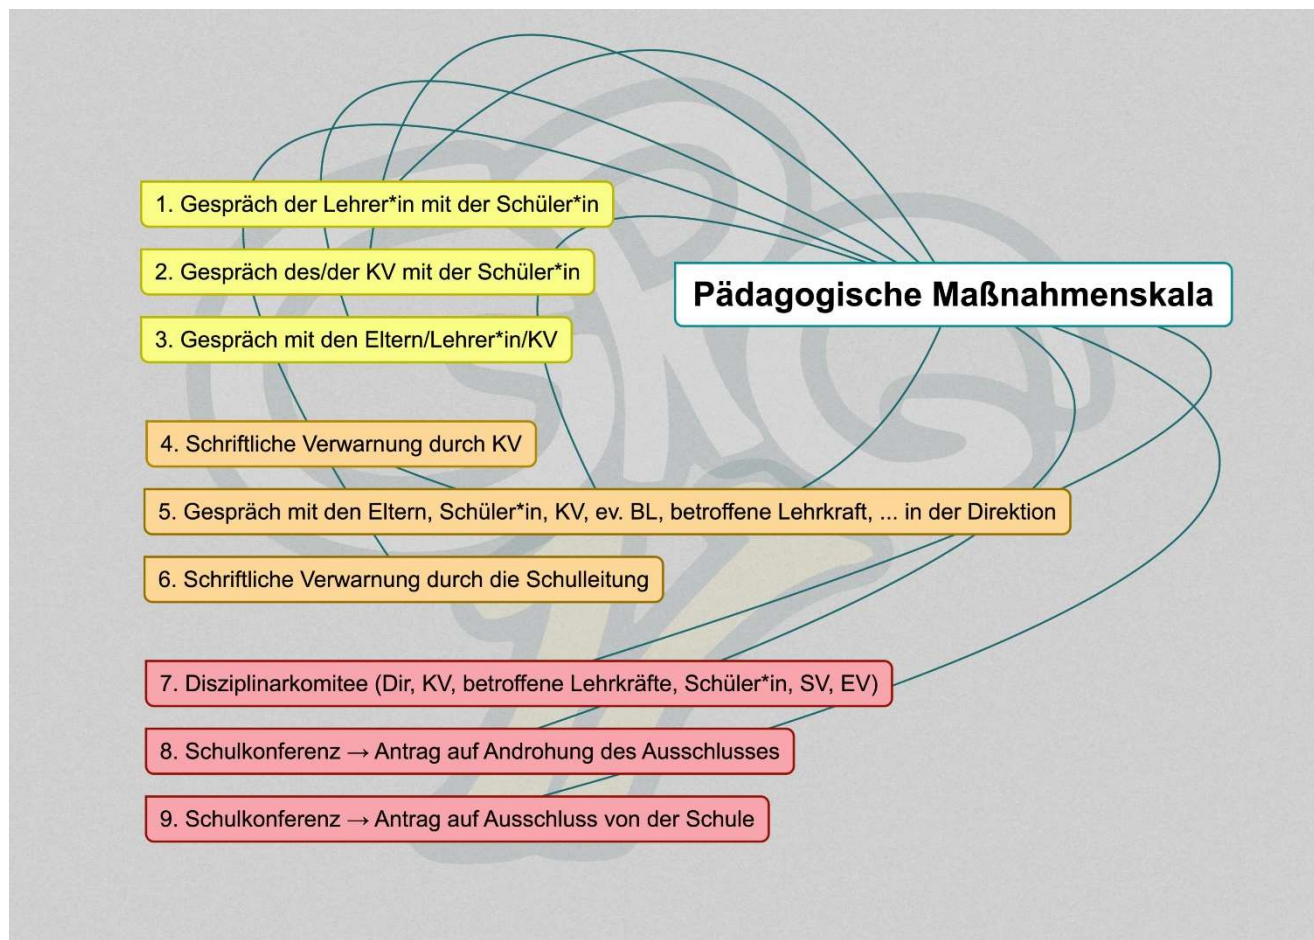 Pädagogische Maßnahmenskala
1. Gespräch der Lehrer*in mit der Schüler*in
2. Gespräch des/der KV mit der Schüler*in
3. Gespräch mit den Eltern/Lehrer*in/KV
4. Schriftliche Verwarnung durch KV
5. Gespräch mit den Eltern, Schüler*in, KV, ev. BL, betroffene Lehrkraft, ... in der Direktion
6. Schriftliche Verwarnung durch die Schulleitung
7. Disziplinarkomitee (Dir, KV, betroffene Lehrkräfte, Schüler*in, SV, EV)
8. Schulkonferenz → Antrag auf Androhung des Ausschlusses
9. Schulkonferenz → Antrag auf Ausschluss von der Schule